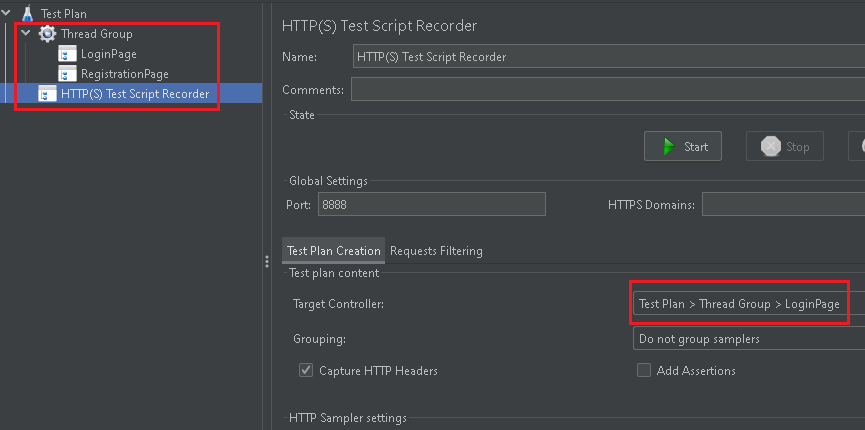 Test Plan
Thread Group
LoginPage
RegistrationPage
HTTP(S) Test Script Recorder
HTTP(S) Test Script Recorder
Name: HTTP(S) Test Script Recorder
Comments:
State
Start Stop
Global Settings
Port: 8888 HTTPS Domains:
Test Plan Creation Requests Filtering
Test plan content
Target Controller: Test Plan > Thread Group > LoginPage
Grouping: Do not group samplers
Capture HTTP Headers Add Assertions
HTTP Sampler settings